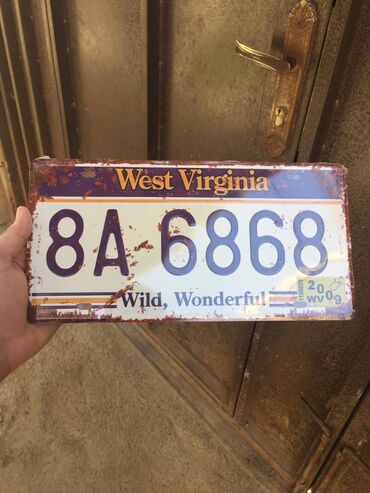 West Virginia
8A 6868
Wild, Wonderful
20
WV 09